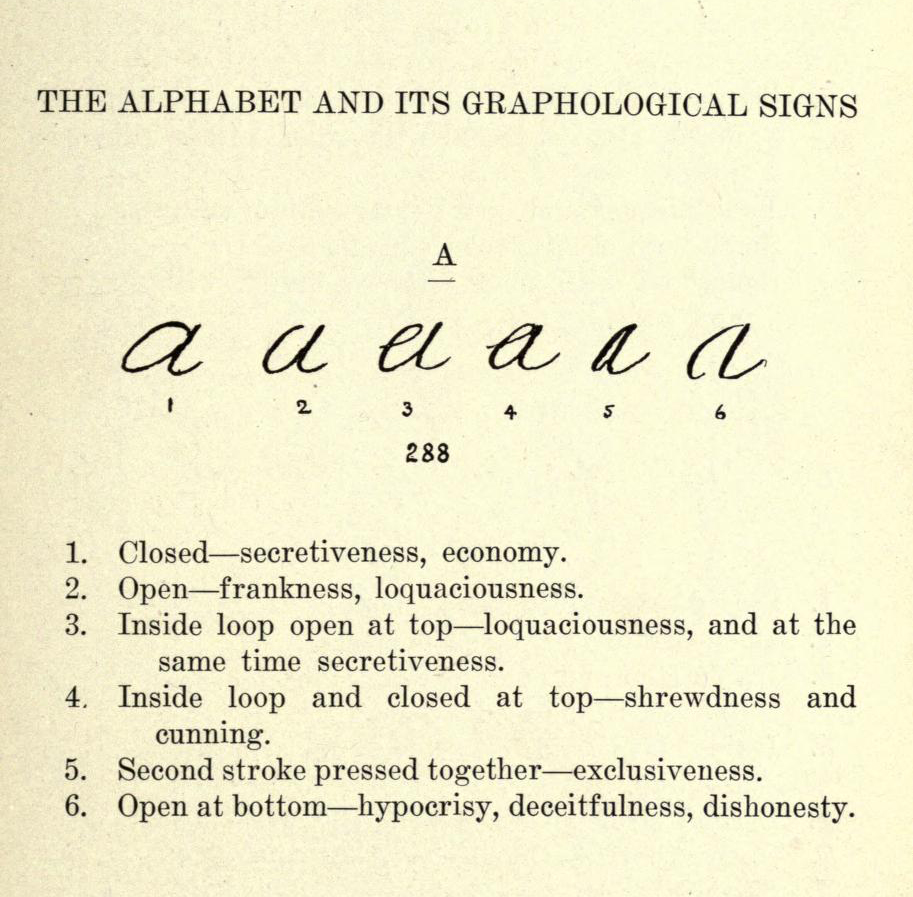 THE ALPHABET AND ITS GRAPHOLOGICAL SIGNS
A
a a a a a a
1 2 3 4 5 6
288
1. Closed—secretiveness, economy.
2. Open—frankness, loquaciousness.
3. Inside loop open at top—loquaciousness, and at the
same time secretiveness.
4. Inside loop and closed at top—shrewdness and
cunning.
5. Second stroke pressed together—exclusiveness.
6. Open at bottom—hypocrisy, deceitfulness, dishonesty.